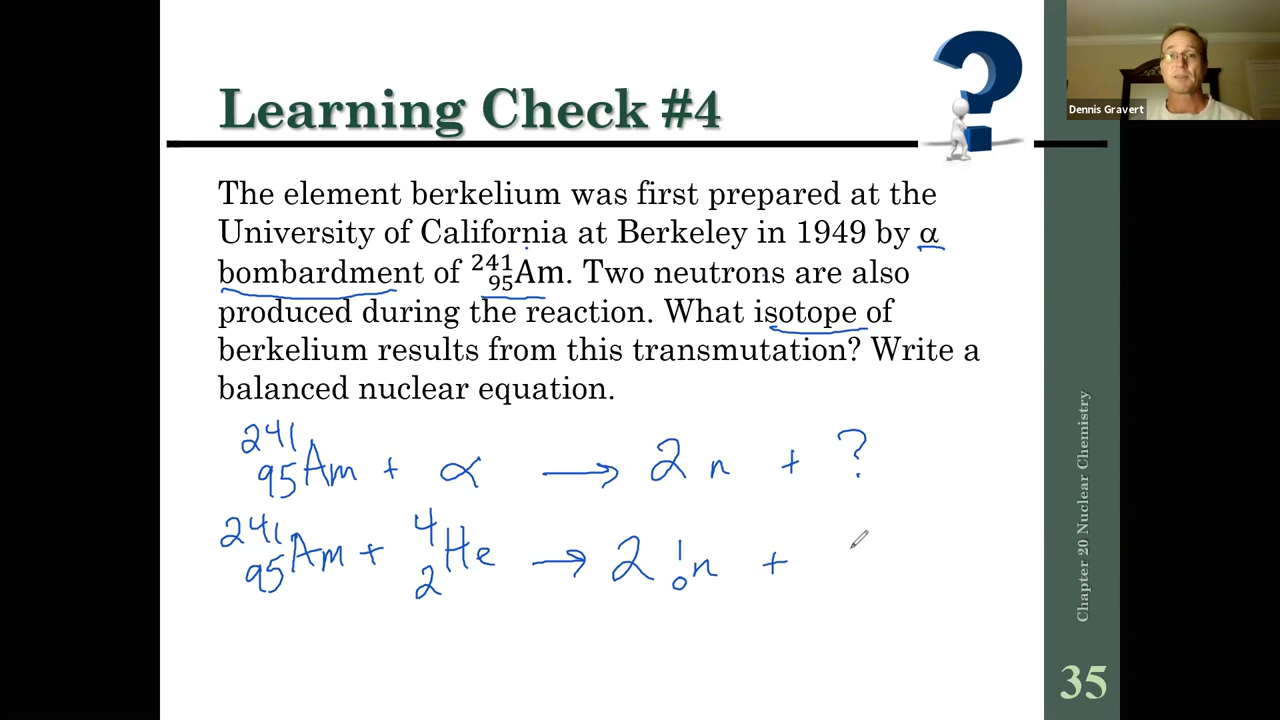 Learning Check #4
Dennis Gravert
The element berkelium was first prepared at the
University of California at Berkeley in 1949 by α
bombardment of ²⁴¹₉₅Am. Two neutrons are also
produced during the reaction. What isotope of
berkelium results from this transmutation? Write a
balanced nuclear equation.
²⁴¹₉₅Am + α → 2 n + ?
²⁴¹₉₅Am + ⁴₂He → 2 ¹₀n +
Chapter 20 Nuclear Chemistry
35